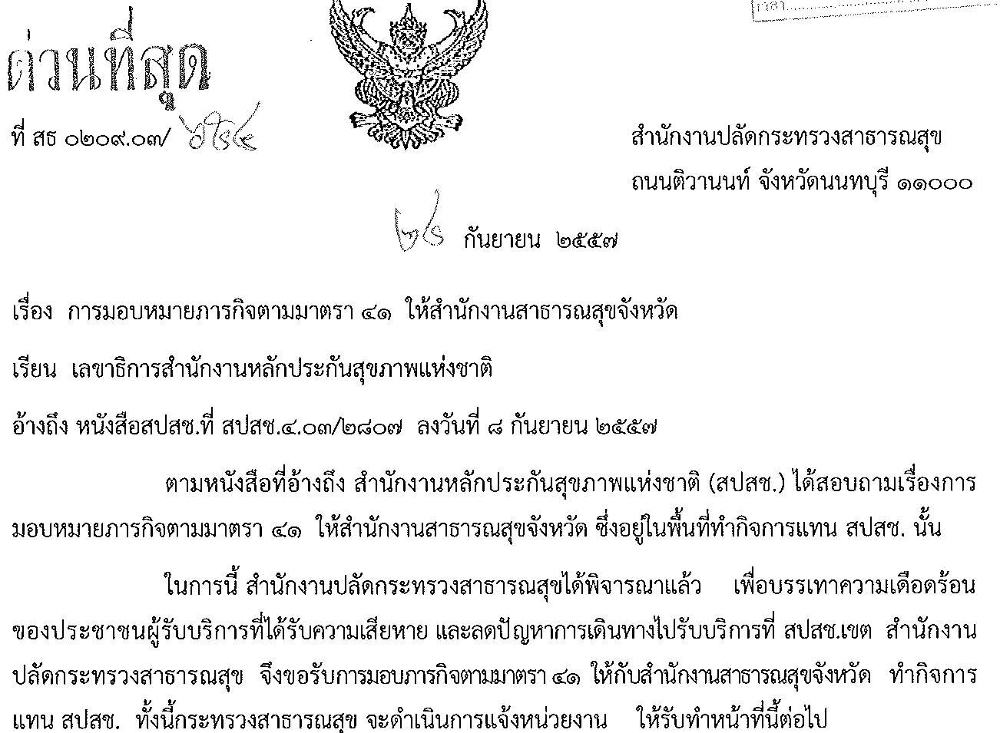 เวลา
ด่วนที่สุด
ที่ สธ ๐๒๐๙.๐๓/
สำนักงานปลัดกระทรวงสาธารณสุข
ถนนติวานนท์ จังหวัดนนทบุรี ๑๑๐๐๐
กันยายน ๒๕๕๗
เรื่อง การมอบหมายภารกิจตามมาตรา ๔๑ ให้สำนักงานสาธารณสุขจังหวัด
เรียน เลขาธิการสำนักงานหลักประกันสุขภาพแห่งชาติ
อ้างถึง หนังสือสปสช.ที่ สปสช.๔.๐๓/๒๘๐๗ ลงวันที่ ๘ กันยายน ๒๕๕๗
ตามหนังสือที่อ้างถึง สำนักงานหลักประกันสุขภาพแห่งชาติ (สปสช.) ได้สอบถามเรื่องการ
มอบหมายภารกิจตามมาตรา ๔๑ ให้สำนักงานสาธารณสุขจังหวัด ซึ่งอยู่ในพื้นที่ทำกิจการแทน สปสช. นั้น
ในการนี้ สำนักงานปลัดกระทรวงสาธารณสุขได้พิจารณาแล้ว เพื่อบรรเทาความเดือดร้อน
ของประชาชนผู้รับบริการที่ได้รับความเสียหาย และลดปัญหาการเดินทางไปรับบริการที่ สปสช.เขต สำนักงาน
ปลัดกระทรวงสาธารณสุข จึงขอรับการมอบภารกิจตามมาตรา ๔๑ ให้กับสำนักงานสาธารณสุขจังหวัด ทำกิจการ
แทน สปสช. ทั้งนี้กระทรวงสาธารณสุข จะดำเนินการแจ้งหน่วยงาน ให้รับทำหน้าที่นี้ต่อไป